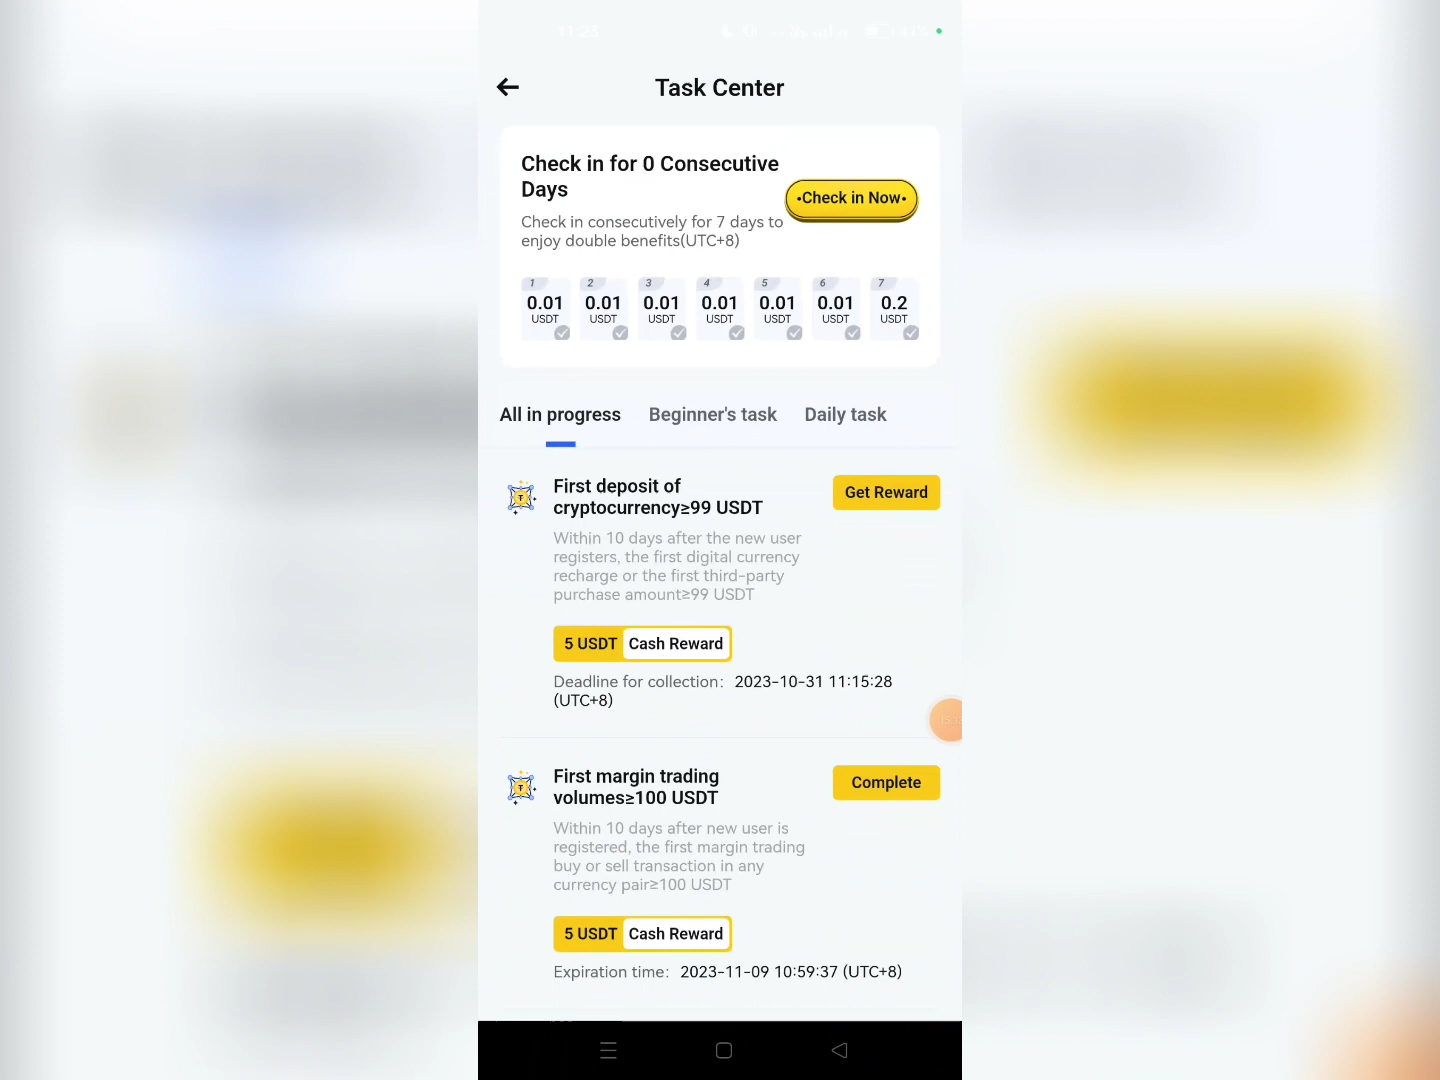 11:23
Task Center
Check in for 0 Consecutive
Days
•Check in Now•
Check in consecutively for 7 days to
enjoy double benefits(UTC+8)
1 2 3 4 5 6 7
0.01 0.01 0.01 0.01 0.01 0.01 0.2
USDT USDT USDT USDT USDT USDT USDT
All in progress Beginner's task Daily task
First deposit of
cryptocurrency≥99 USDT
Get Reward
Within 10 days after the new user
registers, the first digital currency
recharge or the first third-party
purchase amount≥99 USDT
5 USDT Cash Reward
Deadline for collection: 2023-10-31 11:15:28
(UTC+8)
First margin trading
volumes≥100 USDT
Complete
Within 10 days after new user is
registered, the first margin trading
buy or sell transaction in any
currency pair≥100 USDT
5 USDT Cash Reward
Expiration time: 2023-11-09 10:59:37 (UTC+8)